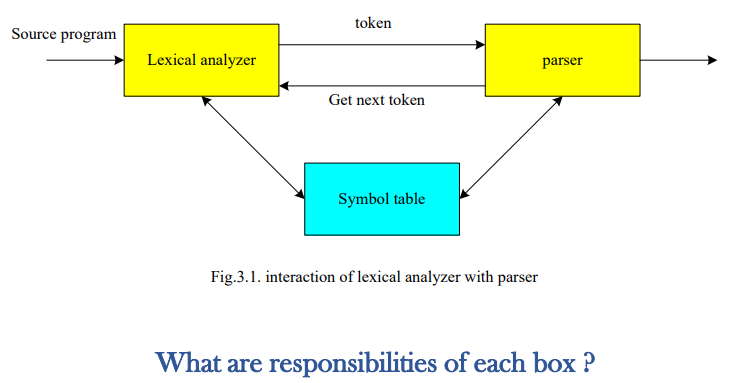 token
Source program
Lexical analyzer
parser
Get next token
Symbol table
Fig.3.1. interaction of lexical analyzer with parser
What are responsibilities of each box ?